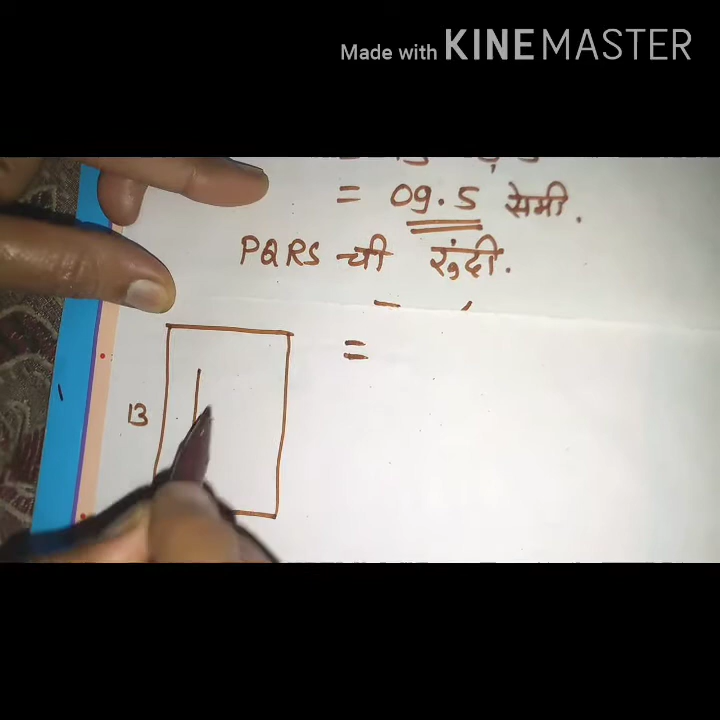 Made with KINEMASTER
= 09.5 सेमी.
PQRS ची रुंदी.
=
13